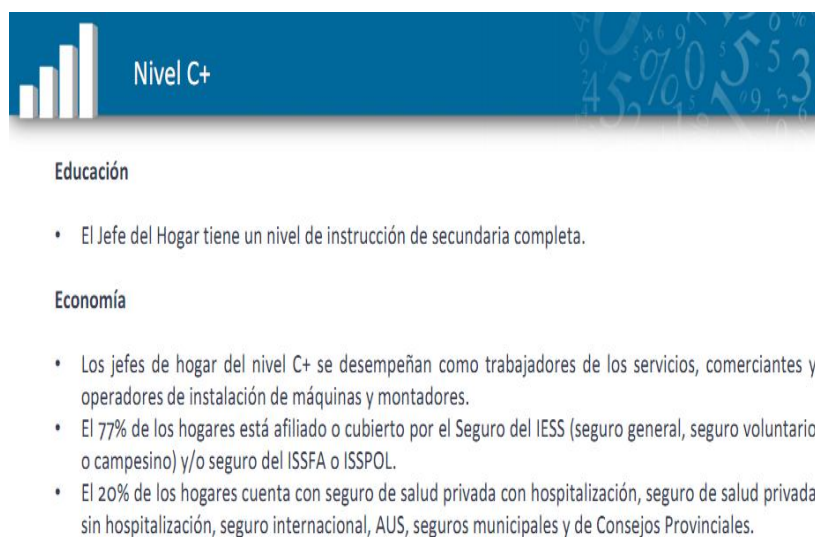 Nivel C+
Educación
• El Jefe del Hogar tiene un nivel de instrucción de secundaria completa.
Economía
• Los jefes de hogar del nivel C+ se desempeñan como trabajadores de los servicios, comerciantes y
operadores de instalación de máquinas y montadores.
• El 77% de los hogares está afiliado o cubierto por el Seguro del IESS (seguro general, seguro voluntario
o campesino) y/o seguro del ISSFA o ISSPOL.
• El 20% de los hogares cuenta con seguro de salud privada con hospitalización, seguro de salud privada
sin hospitalización, seguro internacional, AUS, seguros municipales y de Consejos Provinciales.